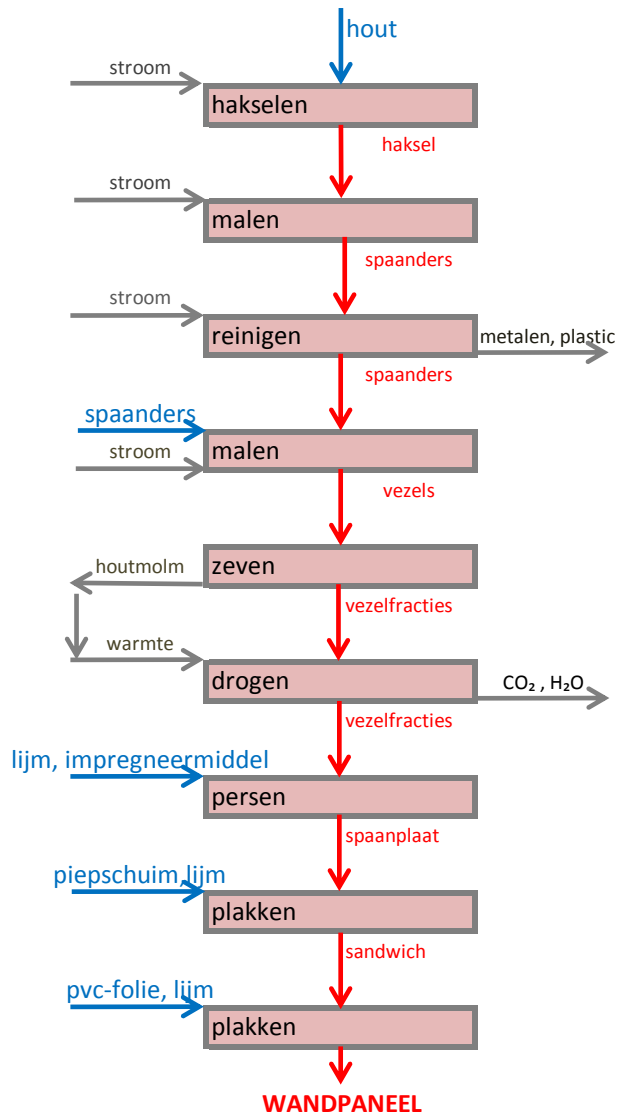 hout
stroom
hakselen
haksel
stroom
malen
spaanders
stroom
reinigen
metalen, plastic
spaanders
spaanders
stroom
malen
vezels
zeven
houtmolm
vezelfracties
warmte
drogen
CO₂ , H₂O
vezelfracties
lijm, impregneermiddel
persen
spaanplaat
piepschuim,lijm
plakken
sandwich
pvc-folie, lijm
plakken
WANDPANEEL